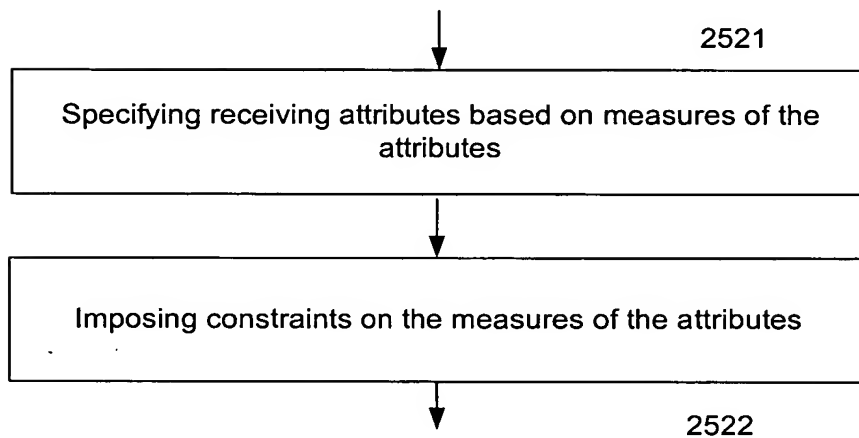 2521
Specifying receiving attributes based on measures of the
attributes
Imposing constraints on the measures of the attributes
2522